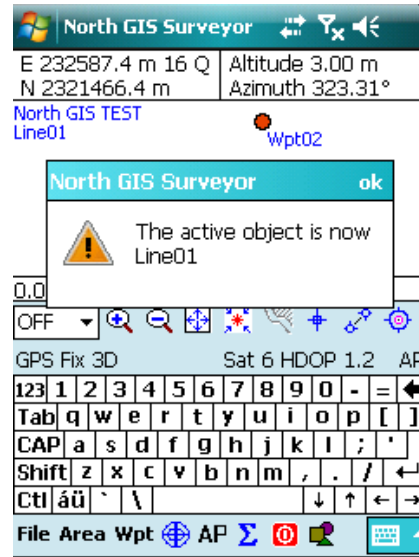 North GIS Surveyor
E 232587.4 m 16 Q Altitude 3.00 m
N 2321466.4 m Azimuth 323.31°
North GIS TEST
Line01
Wpt02
North GIS Surveyor ok
The active object is now
Line01
0.0
OFF
GPS Fix 3D Sat 6 HDOP 1.2 AP
123 1 2 3 4 5 6 7 8 9 0 - =
Tab q w e r t y u i o p [ ]
CAP a s d f g h j k l ; '
Shift z x c v b n m , . /
Ctl áü ` \
File Area Wpt AP Σ